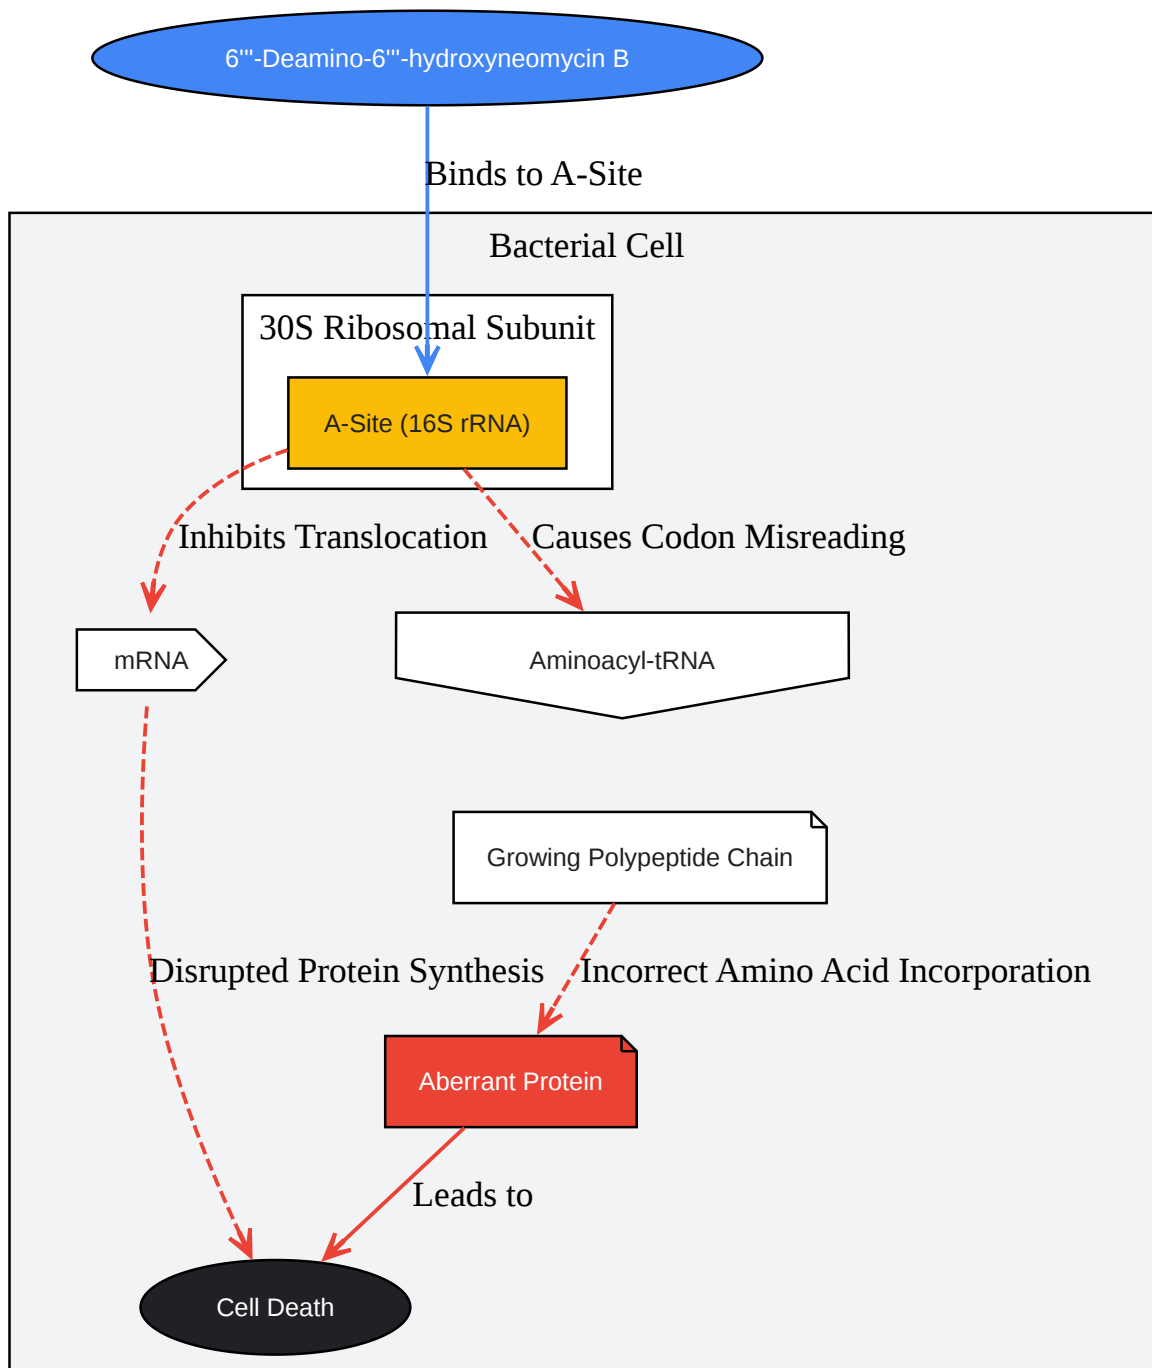 6'''-Deamino-6'''-hydroxyneomycin B
Binds to A-Site
Bacterial Cell
30S Ribosomal Subunit
A-Site (16S rRNA)
Inhibits Translocation
Causes Codon Misreading
mRNA
Aminoacyl-tRNA
Growing Polypeptide Chain
Disrupted Protein Synthesis
Incorrect Amino Acid Incorporation
Aberrant Protein
Leads to
Cell Death